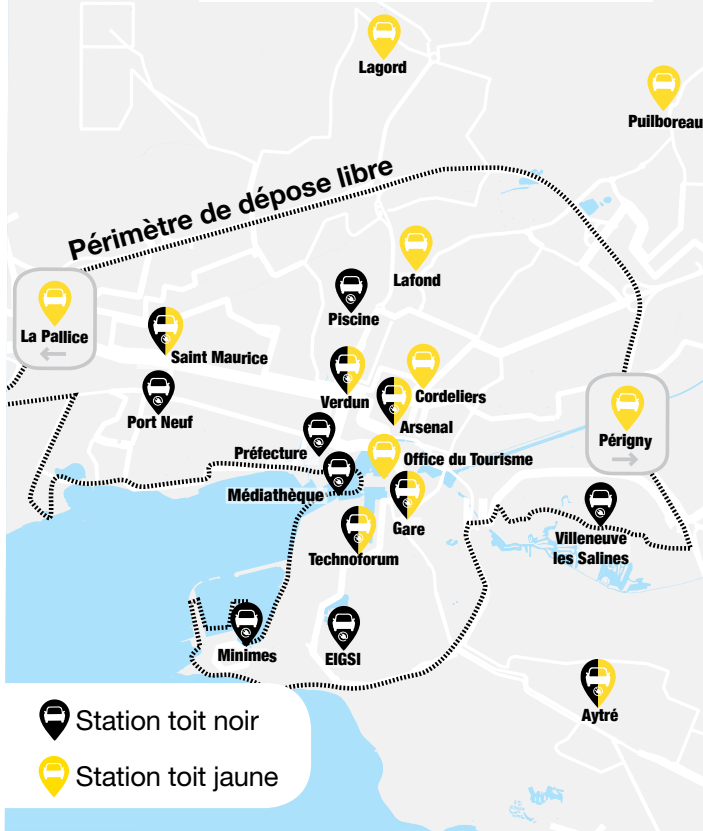 Lagord
Puilboreau
Périmètre de dépose libre
Lafond
Piscine
La Pallice
←
Saint Maurice
Verdun
Cordeliers
Port Neuf
Arsenal
Périgny
→
Préfecture
Office du Tourisme
Médiathèque
Gare
Villeneuve
les Salines
Technoforum
Minimes
EIGSI
Aytré
Station toit noir
Station toit jaune